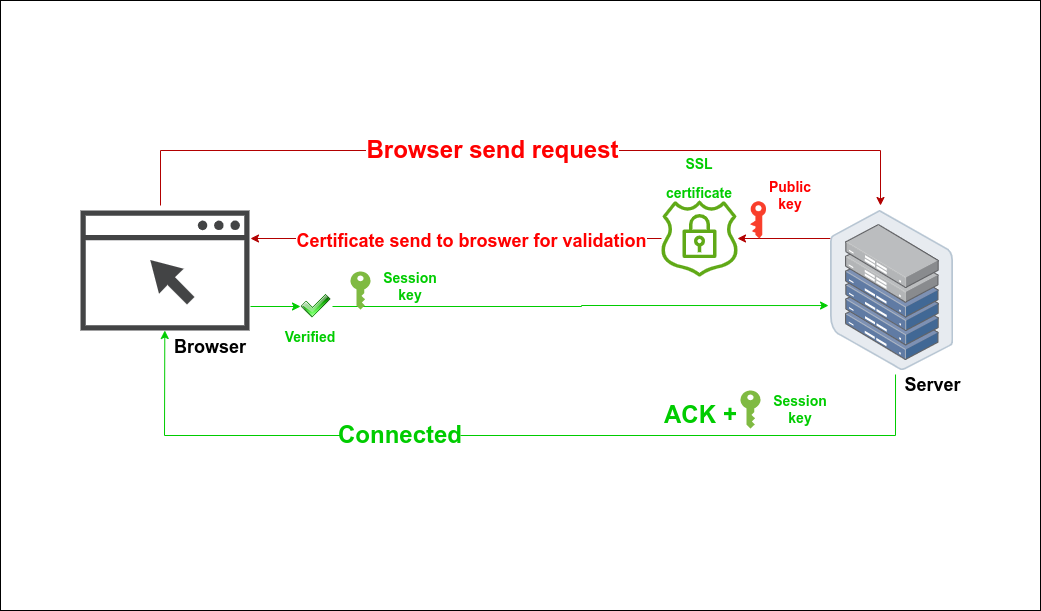 Browser send request
SSL
certificate
Public
key
Certificate send to broswer for validation
Session
key
Verified
Browser
Server
ACK +
Session
key
Connected